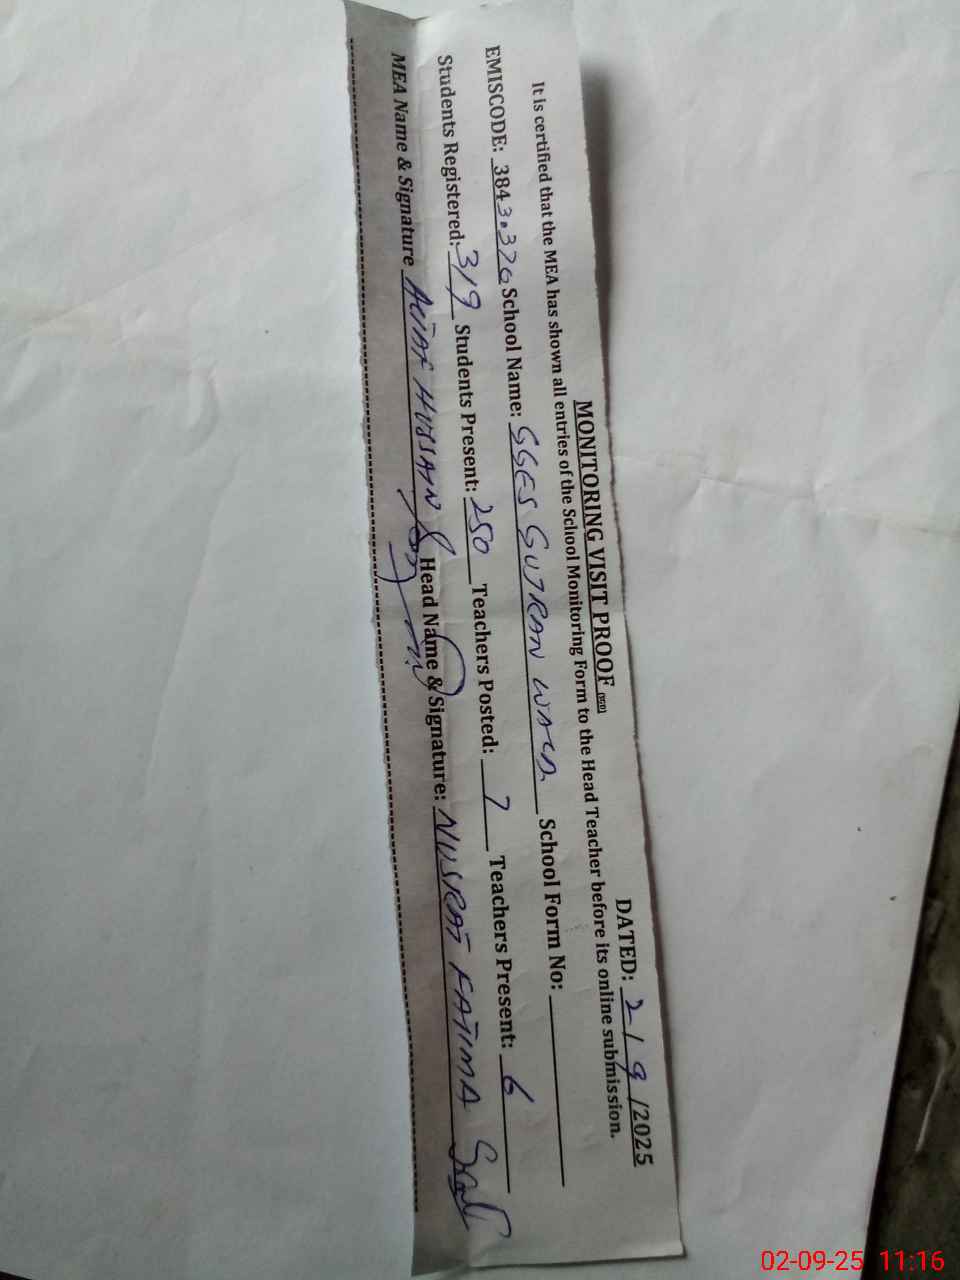 MONITORING VISIT PROOF
DATED: 2/9/2025
It is certified that the MEA has shown all entries of the School Monitoring Form to the Head Teacher before its online submission.
EMISCODE: 38430370 School Name: GGES GUJRAN WALA School Form No:
Students Registered: 319 Students Present: 250 Teachers Posted: 7 Teachers Present: 6
MEA Name & Signature ALTAF HUSSAIN Head Name & Signature: NUSRAT FATIMA
02-09-25 11:16